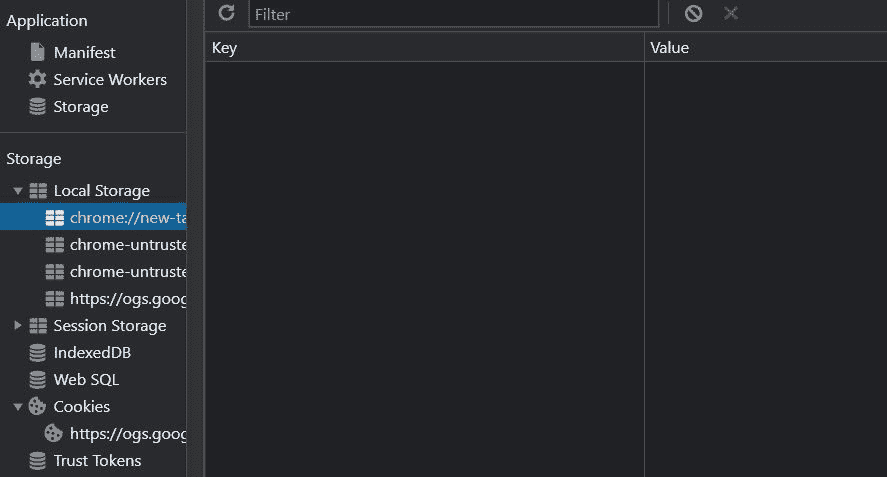 Application
Manifest
Service Workers
Storage
Storage
Local Storage
chrome://new-ta
chrome-untruste
chrome-untruste
https://ogs.goog
Session Storage
IndexedDB
Web SQL
Cookies
https://ogs.goog
Trust Tokens
Filter
Key Value